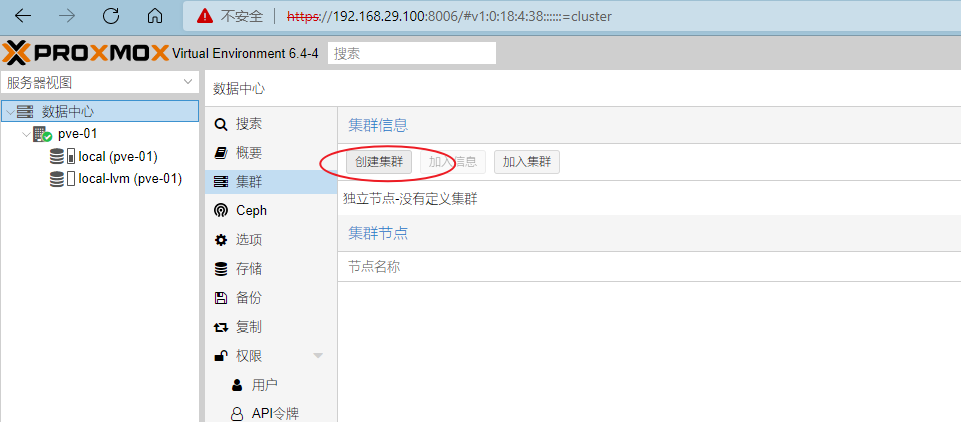 不安全 https://192.168.29.100:8006/#v1:0:18:4:38::::::=cluster
PROXMOX Virtual Environment 6.4-4 搜索
服务器视图
数据中心
pve-01
local (pve-01)
local-lvm (pve-01)
数据中心
搜索
概要
集群
Ceph
选项
存储
备份
复制
权限
用户
API令牌
集群信息
创建集群 加入信息 加入集群
独立节点-没有定义集群
集群节点
节点名称